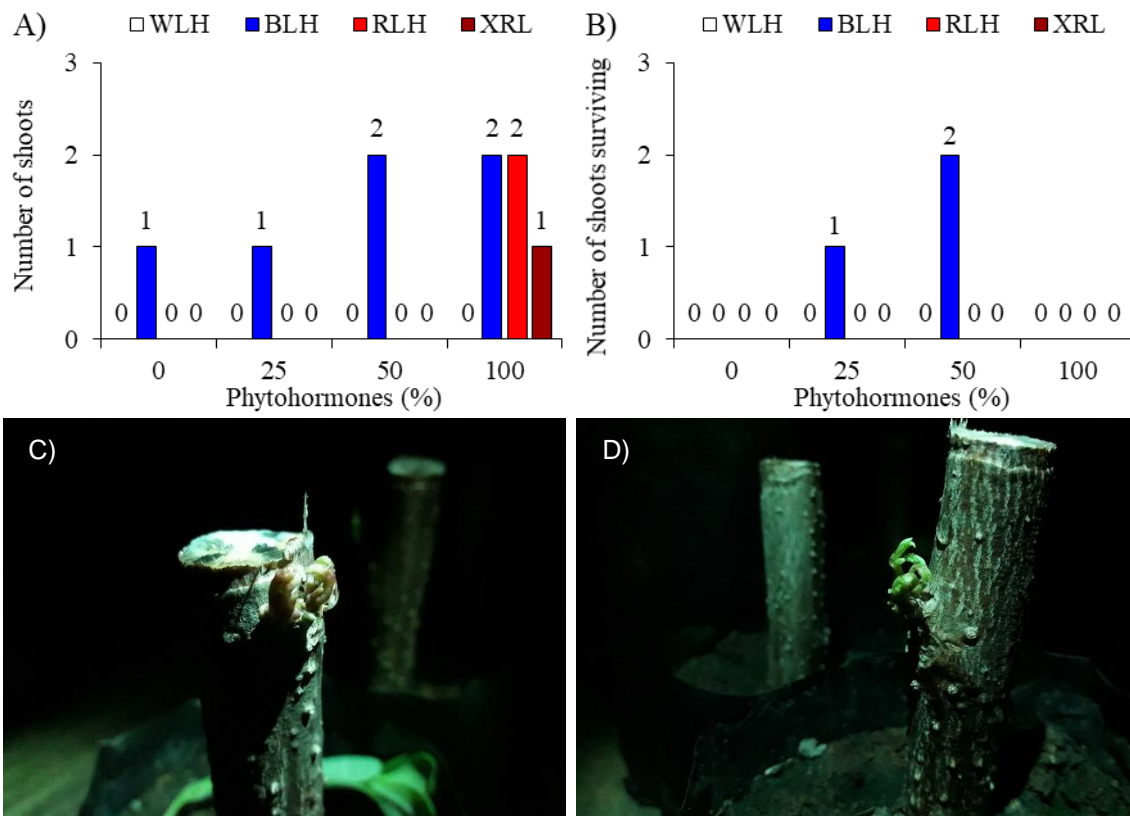 A) WLH BLH RLH XRL
Number of shoots
3
2
1
0
1
1
2
2 2
1
0 0 0 0 0 0 0 0 0 0
0 25 50 100
Phytohormones (%)
B) WLH BLH RLH XRL
Number of shoots surviving
3
2
1
0
1
2
0 0 0 0 0 0 0 0 0 0 0 0 0 0
0 25 50 100
Phytohormones (%)
C)
D)